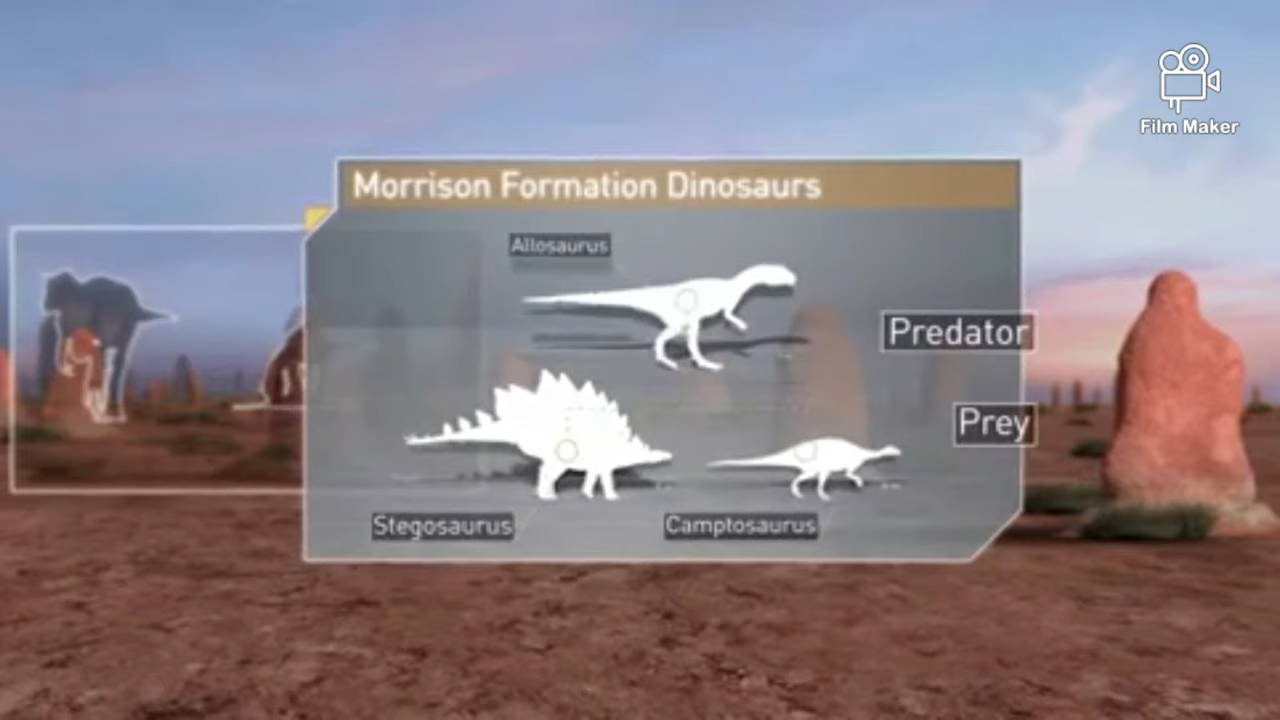 Film Maker
Morrison Formation Dinosaurs
Allosaurus
Predator
Prey
Stegosaurus
Camptosaurus